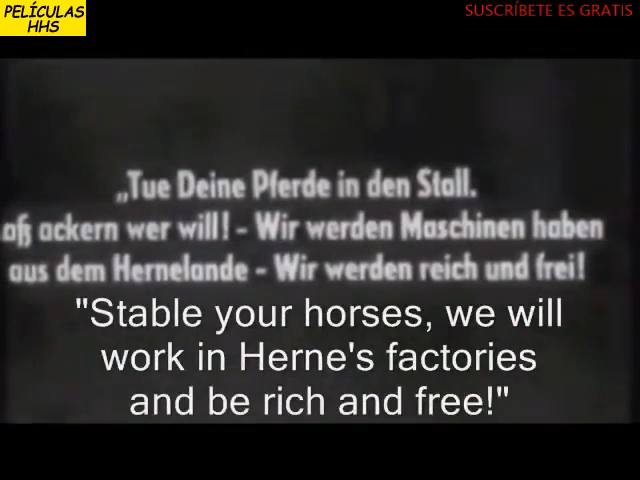 PELÍCULAS
HHS
SUSCRÍBETE ES GRATIS
„Tue Deine Pferde in den Stall.
aß ackern wer will! - Wir werden Maschinen haben
aus dem Hernelande - Wir werden reich und frei!
"Stable your horses, we will
work in Herne's factories
and be rich and free!"